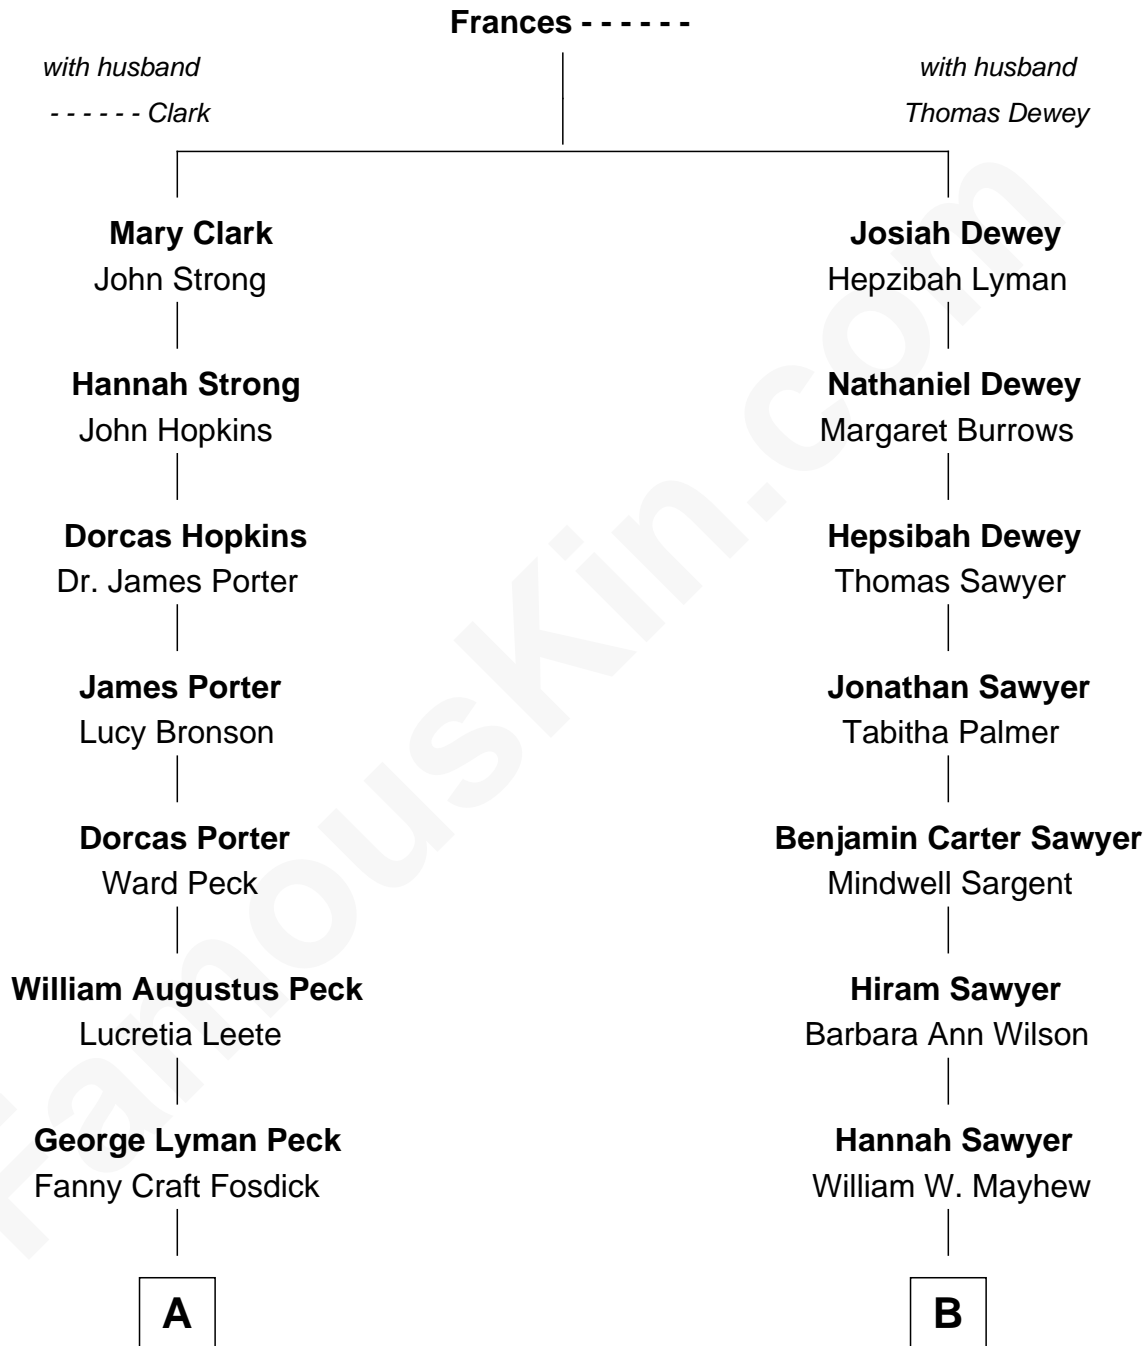 Frances - - - - - -
with husband
- - - - - - Clark
with husband
Thomas Dewey
Mary Clark
John Strong
Josiah Dewey
Hepzibah Lyman
Hannah Strong
John Hopkins
Nathaniel Dewey
Margaret Burrows
Dorcas Hopkins
Dr. James Porter
Hepsibah Dewey
Thomas Sawyer
James Porter
Lucy Bronson
Jonathan Sawyer
Tabitha Palmer
Dorcas Porter
Ward Peck
Benjamin Carter Sawyer
Mindwell Sargent
William Augustus Peck
Lucretia Leete
Hiram Sawyer
Barbara Ann Wilson
George Lyman Peck
Fanny Craft Fosdick
Hannah Sawyer
William W. Mayhew
A
B
FamousKin.com